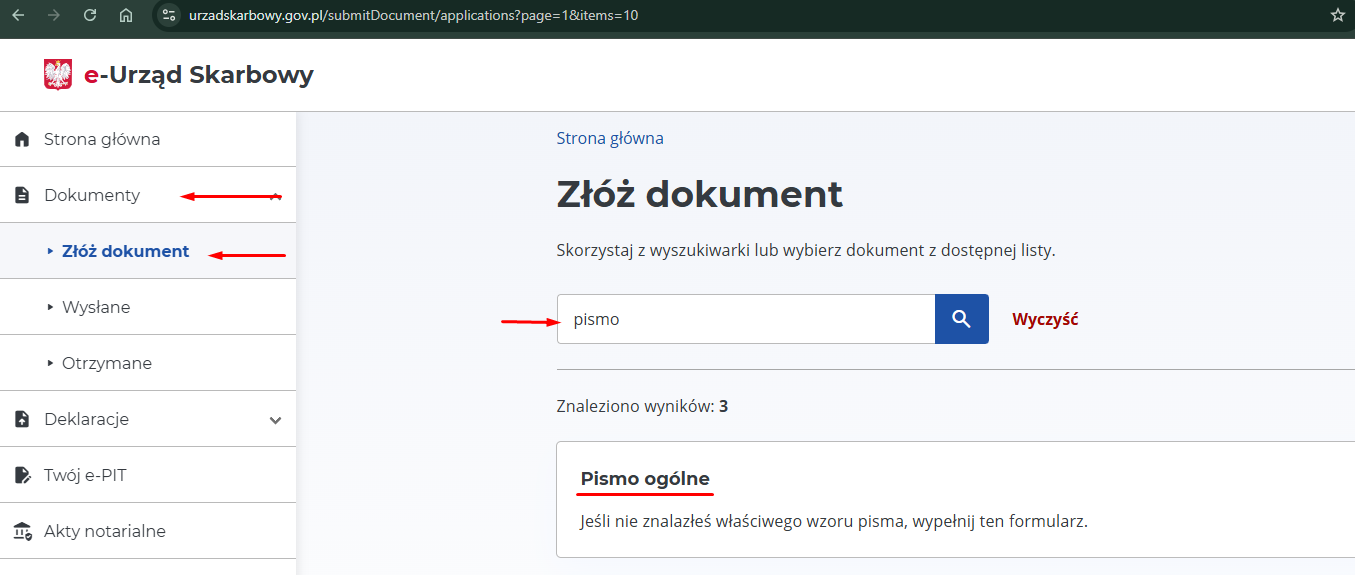 urzadskarbowy.gov.pl/submitDocument/applications?page=1&items=10
e-Urząd Skarbowy
Strona główna
Dokumenty
Złóż dokument
Wysłane
Otrzymane
Deklaracje
Twój e-PIT
Akty notarialne
Strona główna
Złóż dokument
Skorzystaj z wyszukiwarki lub wybierz dokument z dostępnej listy.
pismo
Wyczyść
Znaleziono wyników: 3
Pismo ogólne
Jeśli nie znalazłeś właściwego wzoru pisma, wypełnij ten formularz.